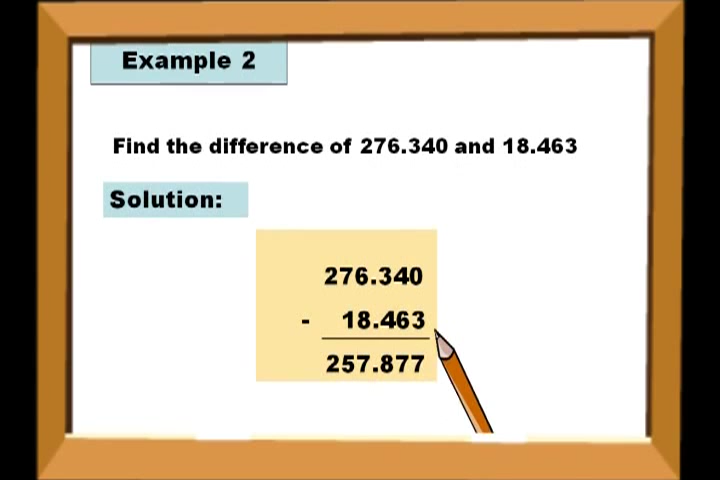 Example 2
Find the difference of 276.340 and 18.463
Solution:
276.340
- 18.463
257.877